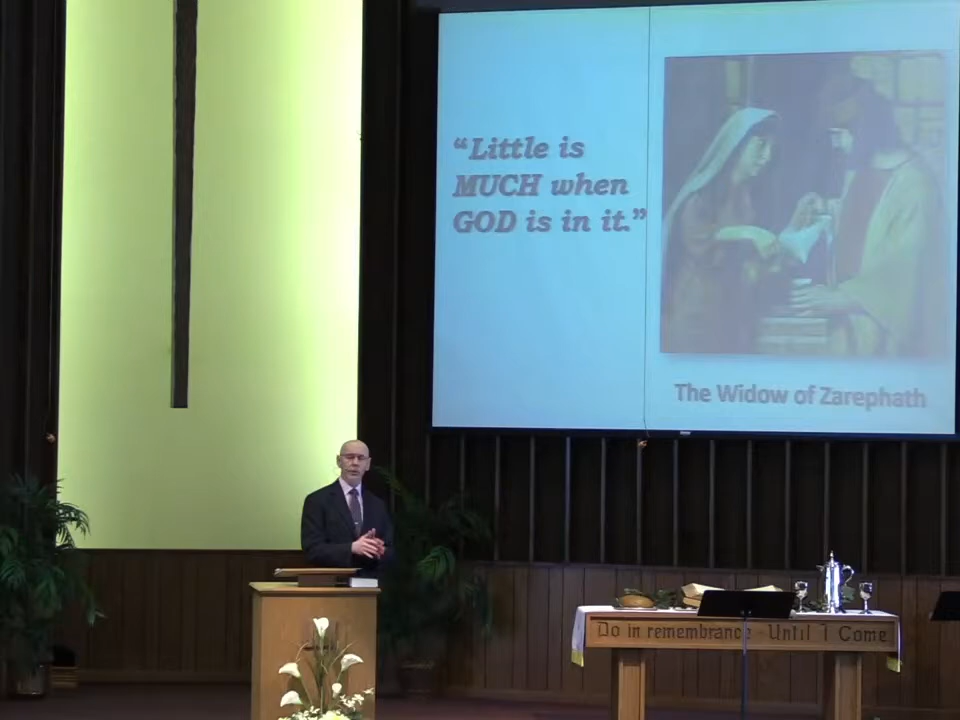 “Little is
MUCH when
GOD is in it.”
The Widow of Zarephath
Do in remembrance - Until I Come